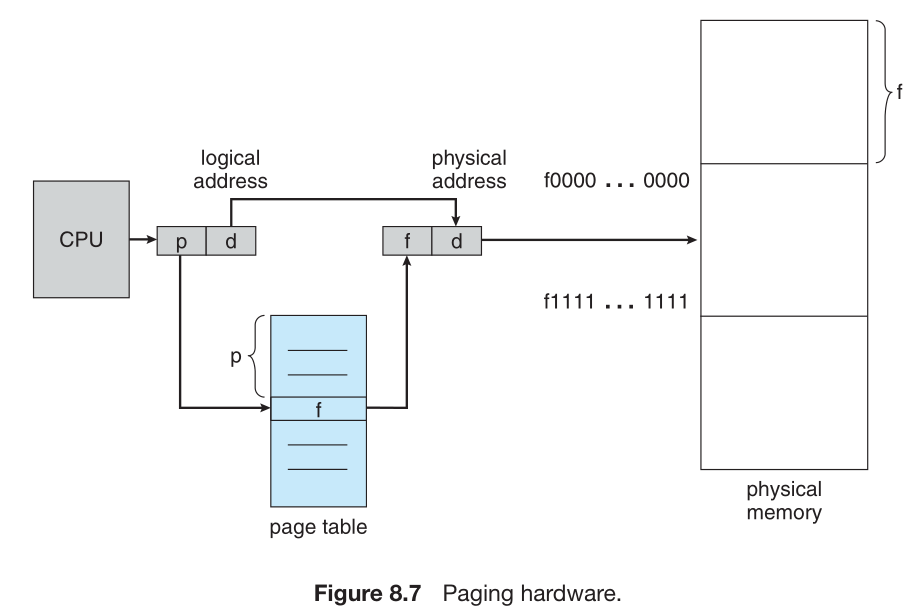 logical
address
physical
address
CPU
p
d
f
d
p
f
page table
f0000 ... 0000
f1111 ... 1111
f
physical
memory
Figure 8.7 Paging hardware.